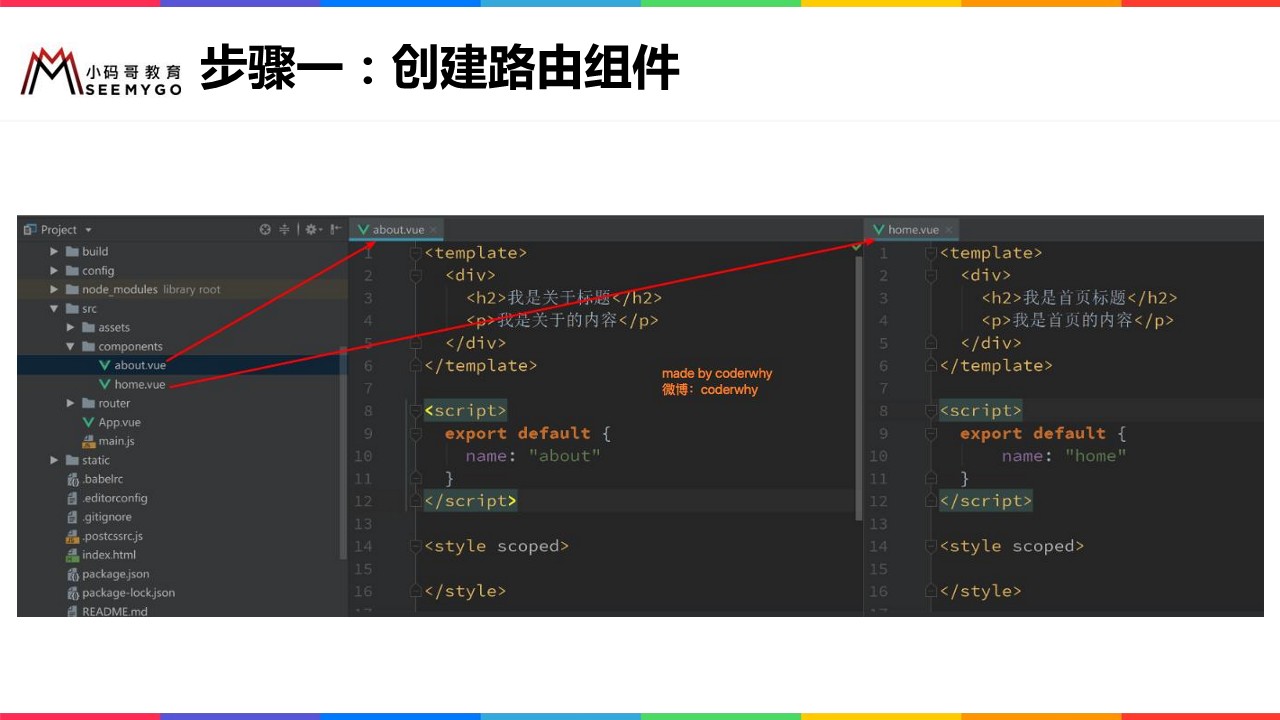 小码哥教育
SEEMYGO
步骤一：创建路由组件
Project
build
config
node_modules library root
src
assets
components
about.vue
home.vue
router
App.vue
main.js
static
.babelrc
.editorconfig
.gitignore
.postcssrc.js
index.html
package.json
package-lock.json
README.md
about.vue
1 <template>
2 <div>
3 <h2>我是关于标题</h2>
4 <p>我是关于的内容</p>
5 </div>
6 </template>
7
8 <script>
9 export default {
10 name: "about"
11 }
12 </script>
13
14 <style scoped>
15
16 </style>
made by coderwhy
微博：coderwhy
home.vue
1 <template>
2 <div>
3 <h2>我是首页标题</h2>
4 <p>我是首页的内容</p>
5 </div>
6 </template>
7
8 <script>
9 export default {
10 name: "home"
11 }
12 </script>
13
14 <style scoped>
15
16 </style>